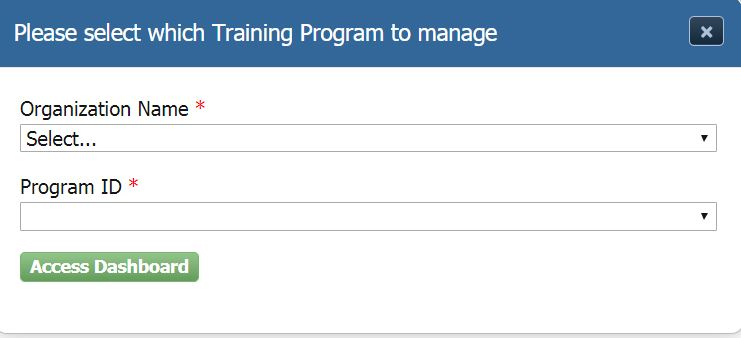 Please select which Training Program to manage
Organization Name *
Select...
Program ID *
Access Dashboard